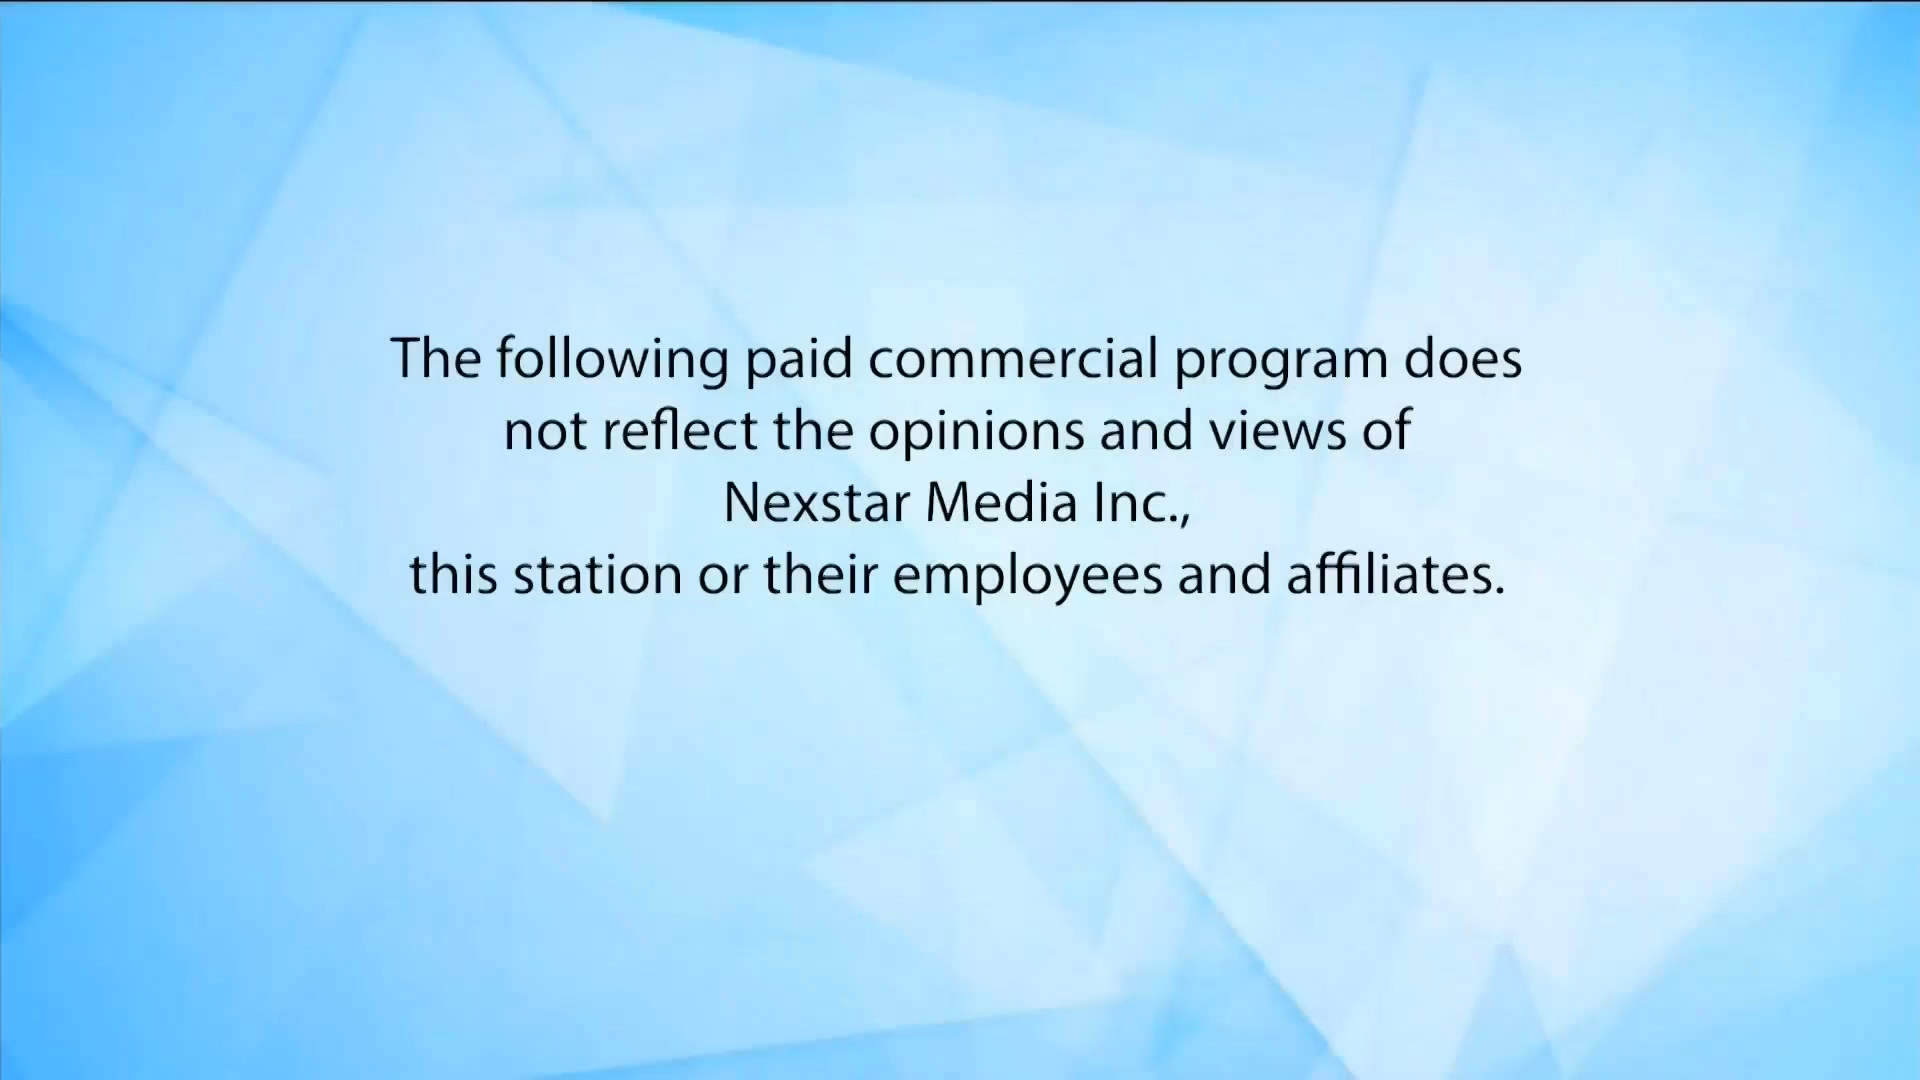 The following paid commercial program does
not reflect the opinions and views of
Nexstar Media Inc.,
this station or their employees and affiliates.